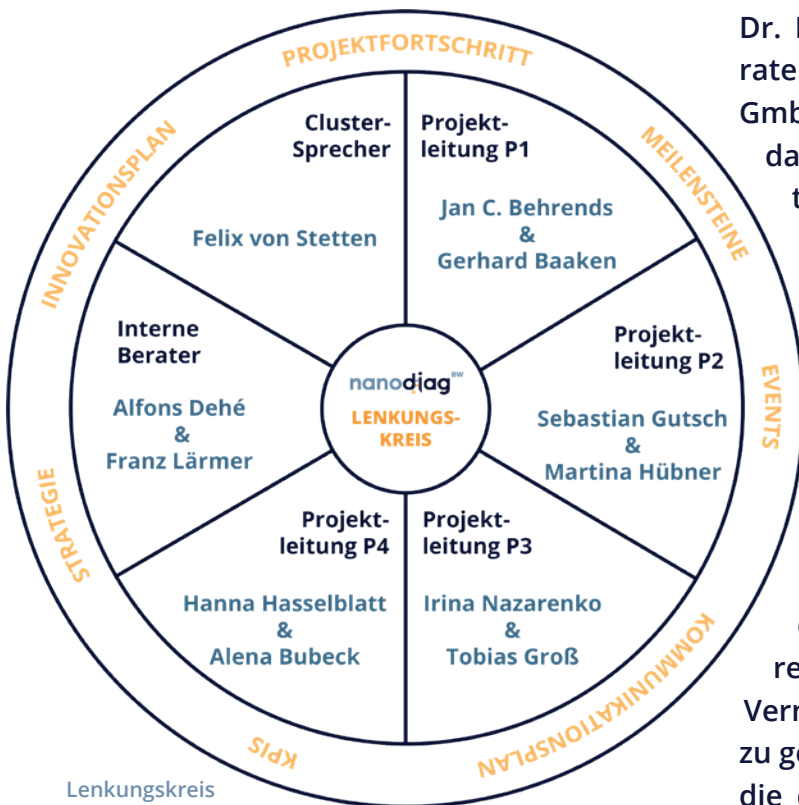 PROJEKTFORTSCHRITT
MEILENSTEINE
EVENTS
KOMMUNIKATIONSPLAN
KPIS
STRATEGIE
INNOVATIONSPLAN
Cluster-
Sprecher
Felix von Stetten
Projekt-
leitung P1
Jan C. Behrends
&
Gerhard Baaken
Projekt-
leitung P2
Sebastian Gutsch
&
Martina Hübner
Projekt-
leitung P3
Irina Nazarenko
&
Tobias Groß
Projekt-
leitung P4
Hanna Hasselblatt
&
Alena Bubeck
Interne
Berater
Alfons Dehé
&
Franz Lärmer
nanodiag BW
LENKUNGS-
KREIS
Lenkungskreis
Dr.
rate
Gmb
da
t
re
Vern
zu ge
die